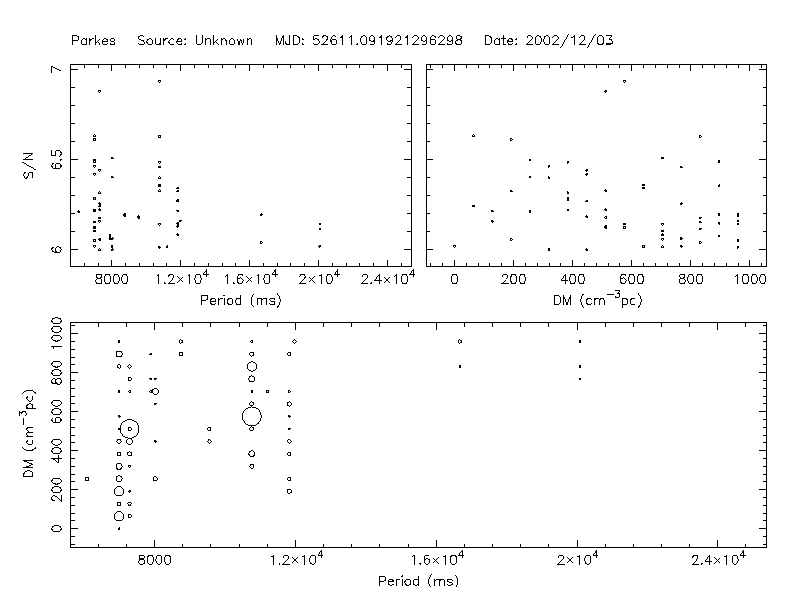 Parkes Source: Unknown MJD: 52611.091921296298 Date: 2002/12/03
S/N
7
6.5
6
8000 1.2×10⁴ 1.6×10⁴ 2×10⁴ 2.4×10⁴
Period (ms)
0 200 400 600 800 1000
DM (cm⁻³pc)
DM (cm⁻³pc)
1000
800
600
400
200
0
8000 1.2×10⁴ 1.6×10⁴ 2×10⁴ 2.4×10⁴
Period (ms)